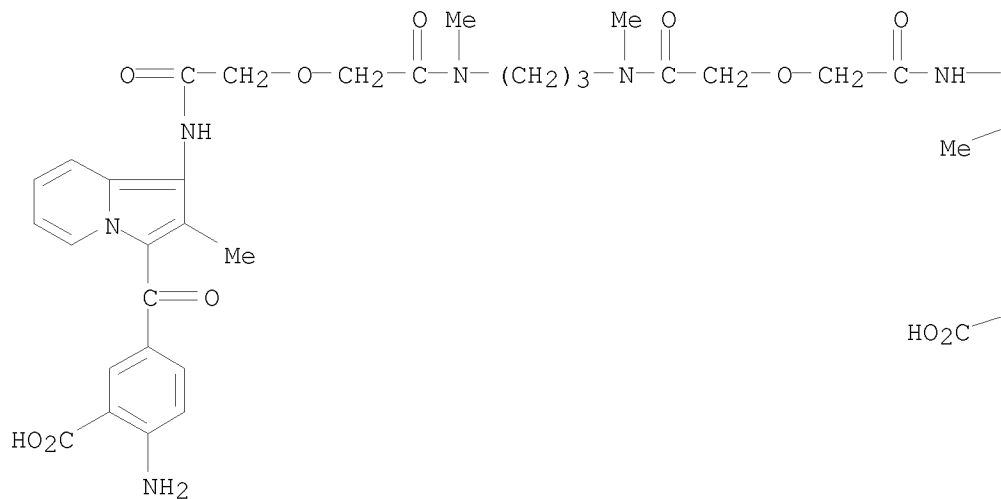 O Me Me O O
O C CH2 O CH2 C N (CH2)3 N C CH2 O CH2 C NH
NH
Me
N
Me
C O
HO2C
HO2C
NH2